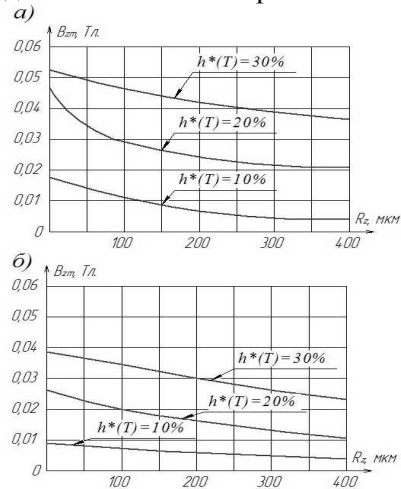 а)
B_zm, Тл.
0,06
0,05
0,04
0,03
0,02
0,01
0
h*(T)=30%
h*(T)=20%
h*(T)=10%
R_z, мкм
100
200
300
400
б)
B_zm, Тл.
0,06
0,05
0,04
0,03
0,02
0,01
0
h*(T)=30%
h*(T)=20%
h*(T)=10%
R_z, мкм
100
200
300
400